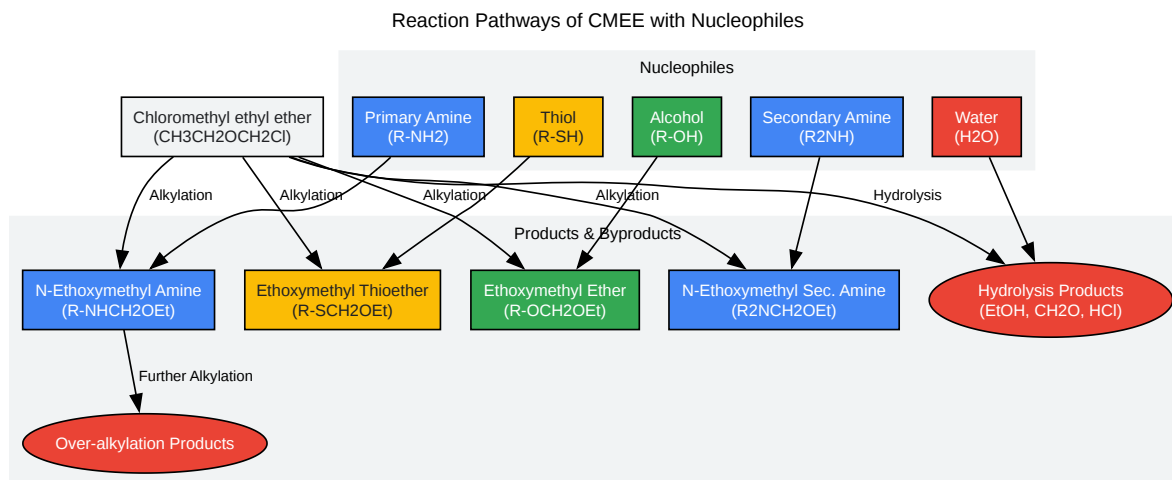 Reaction Pathways of CMEE with Nucleophiles
Nucleophiles
Chloromethyl ethyl ether
(CH3CH2OCH2Cl)
Primary Amine
(R-NH2)
Thiol
(R-SH)
Alcohol
(R-OH)
Secondary Amine
(R2NH)
Water
(H2O)
Alkylation
Alkylation
Alkylation
Alkylation
Hydrolysis
Products & Byproducts
N-Ethoxymethyl Amine
(R-NHCH2OEt)
Ethoxymethyl Thioether
(R-SCH2OEt)
Ethoxymethyl Ether
(R-OCH2OEt)
N-Ethoxymethyl Sec. Amine
(R2NCH2OEt)
Hydrolysis Products
(EtOH, CH2O, HCl)
Further Alkylation
Over-alkylation Products